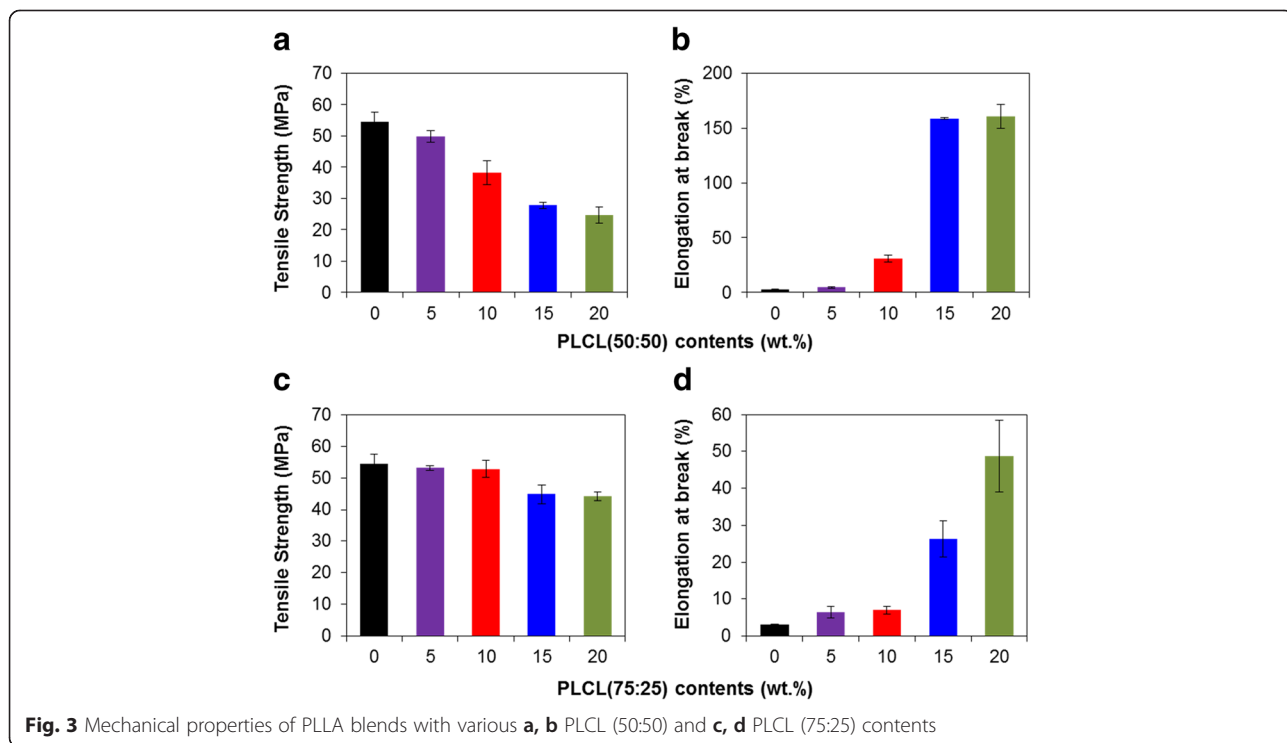 a
Tensile Strength (MPa)
70
60
50
40
30
20
10
0
0 5 10 15 20
b
Elongation at break (%)
200
150
100
50
0
0 5 10 15 20
PLCL(50:50) contents (wt.%)
c
Tensile Strength (MPa)
70
60
50
40
30
20
10
0
0 5 10 15 20
d
Elongation at break (%)
60
50
40
30
20
10
0
0 5 10 15 20
PLCL(75:25) contents (wt.%)
Fig. 3 Mechanical properties of PLLA blends with various a, b PLCL (50:50) and c, d PLCL (75:25) contents